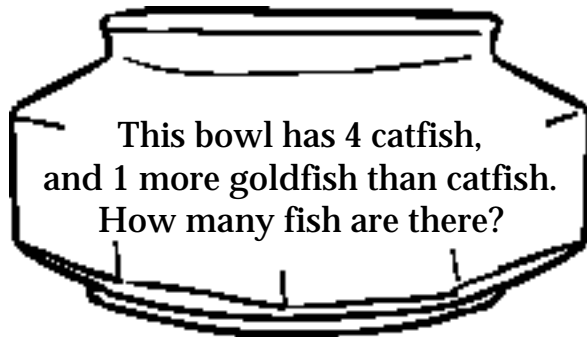 This bowl has 4 catfish,
and 1 more goldfish than catfish.
How many fish are there?